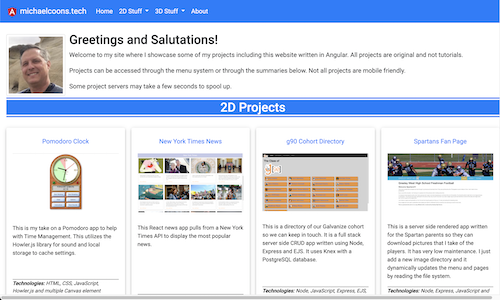 michaelcoons.tech Home 2D Stuff 3D Stuff About
Greetings and Salutations!
Welcome to my site where I showcase some of my projects including this website written in Angular. All projects are original and not tutorials.
Projects can be accessed through the menu system or through the summaries below. Not all projects are mobile friendly.
Some project servers may take a few seconds to spool up.
2D Projects
Pomodoro Clock
This is my take on a Pomodoro app to help
with Time Management. This utilizes the
Howler.js library for sound and local
storage to cache settings.
Technologies: HTML, CSS, JavaScript,
Howler.js and multiple Canvas element
New York Times News
This React news app pulls from a New York
Times API to display the most popular
news.
g90 Cohort Directory
This is a directory of our Galvanize cohort
so we can keep in touch. It is a full stack
server side CRUD app written using Node,
Express and EJS. It uses Knex with a
PostgreSQL database.
Technologies: Node, JavaScript, Express, EJS,
Spartans Fan Page
This is a server side rendered app written
for the Spartan parents so they can
download pictures that I take of the
players. It has very low maintenance. I just
add a new image directory and it
dynamically updates the menu and pages
by reading the file system.
Technologies: Node, Express, JavaScript and